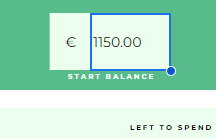 € 1150.00
START BALANCE
LEFT TO SPEND